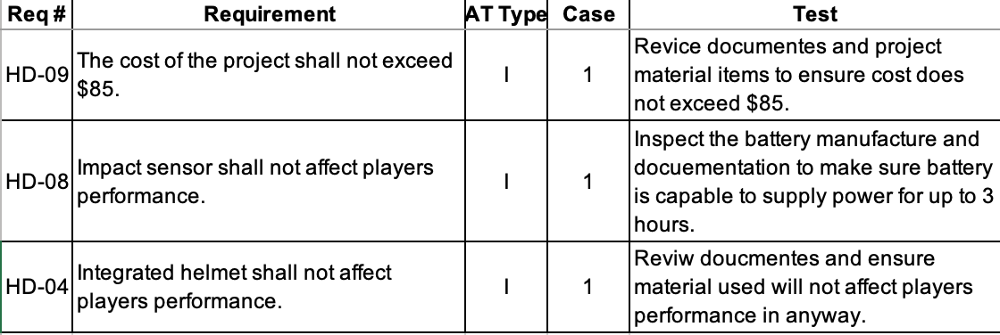 Req # Requirement AT Type Case Test
HD-09 The cost of the project shall not exceed $85. I 1 Revice documentes and project material items to ensure cost does not exceed $85.
HD-08 Impact sensor shall not affect players performance. I 1 Inspect the battery manufacture and docuementation to make sure battery is capable to supply power for up to 3 hours.
HD-04 Integrated helmet shall not affect players performance. I 1 Reviw doucmentes and ensure material used will not affect players performance in anyway.